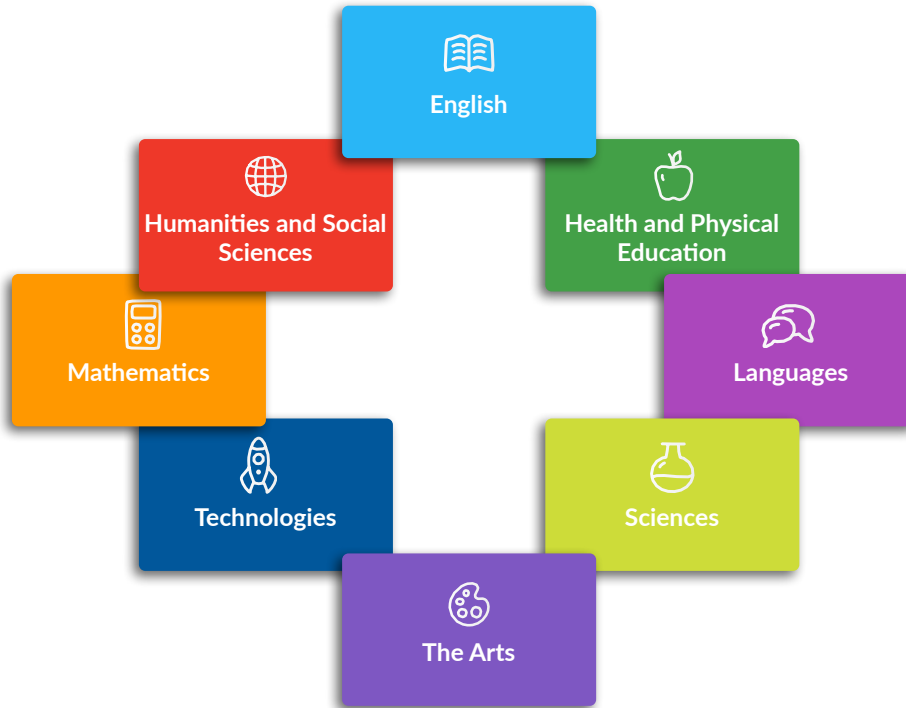 English
Humanities and Social
Sciences
Health and Physical
Education
Mathematics
Languages
Technologies
Sciences
The Arts